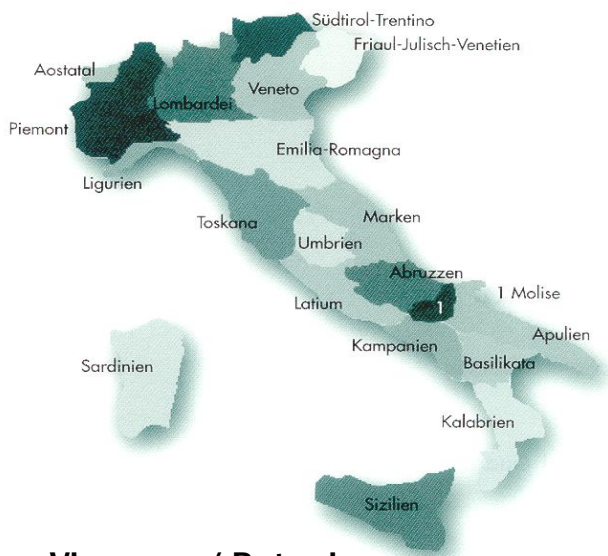 Südtirol-Trentino
Friaul-Julisch-Venetien
Aostatal
Veneto
Lombardei
Piemont
Emilia-Romagna
Ligurien
Toskana
Marken
Umbrien
Abruzzen
1 Molise
1
Latium
Apulien
Kampanien
Basilikata
Sardinien
Kalabrien
Sizilien